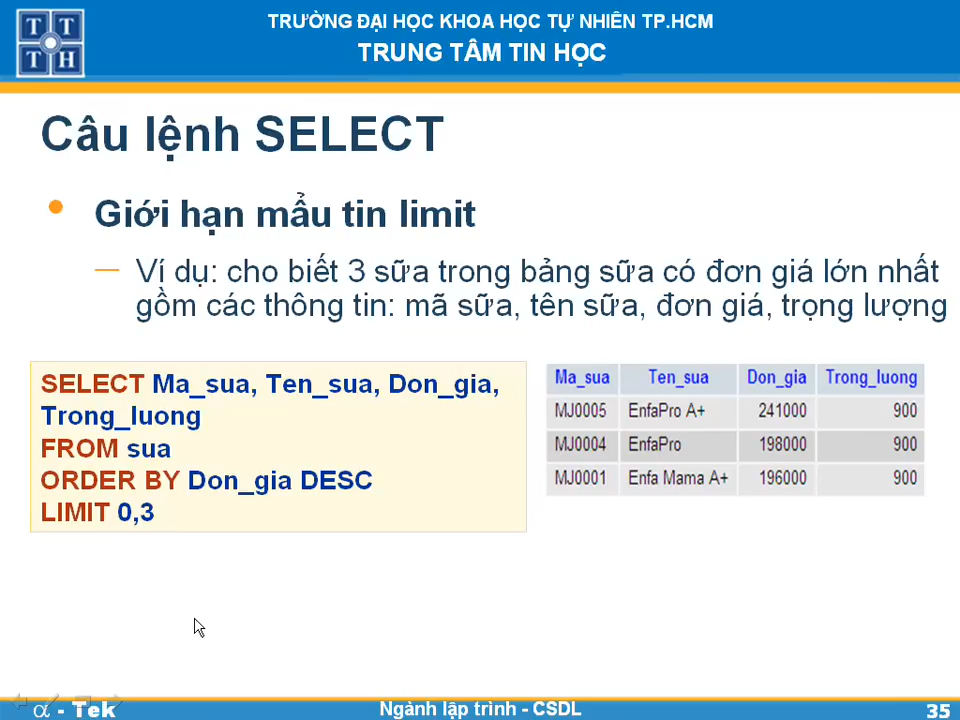 T T
T H
TRƯỜNG ĐẠI HỌC KHOA HỌC TỰ NHIÊN TP.HCM
TRUNG TÂM TIN HỌC
Câu lệnh SELECT
• Giới hạn mẩu tin limit
– Ví dụ: cho biết 3 sữa trong bảng sữa có đơn giá lớn nhất
gồm các thông tin: mã sữa, tên sữa, đơn giá, trọng lượng
SELECT Ma_sua, Ten_sua, Don_gia,
Trong_luong
FROM sua
ORDER BY Don_gia DESC
LIMIT 0,3
Ma_sua Ten_sua Don_gia Trong_luong
MJ0005 EnfaPro A+ 241000 900
MJ0004 EnfaPro 198000 900
MJ0001 Enfa Mama A+ 196000 900
α - Tek
Ngành lập trình - CSDL
35